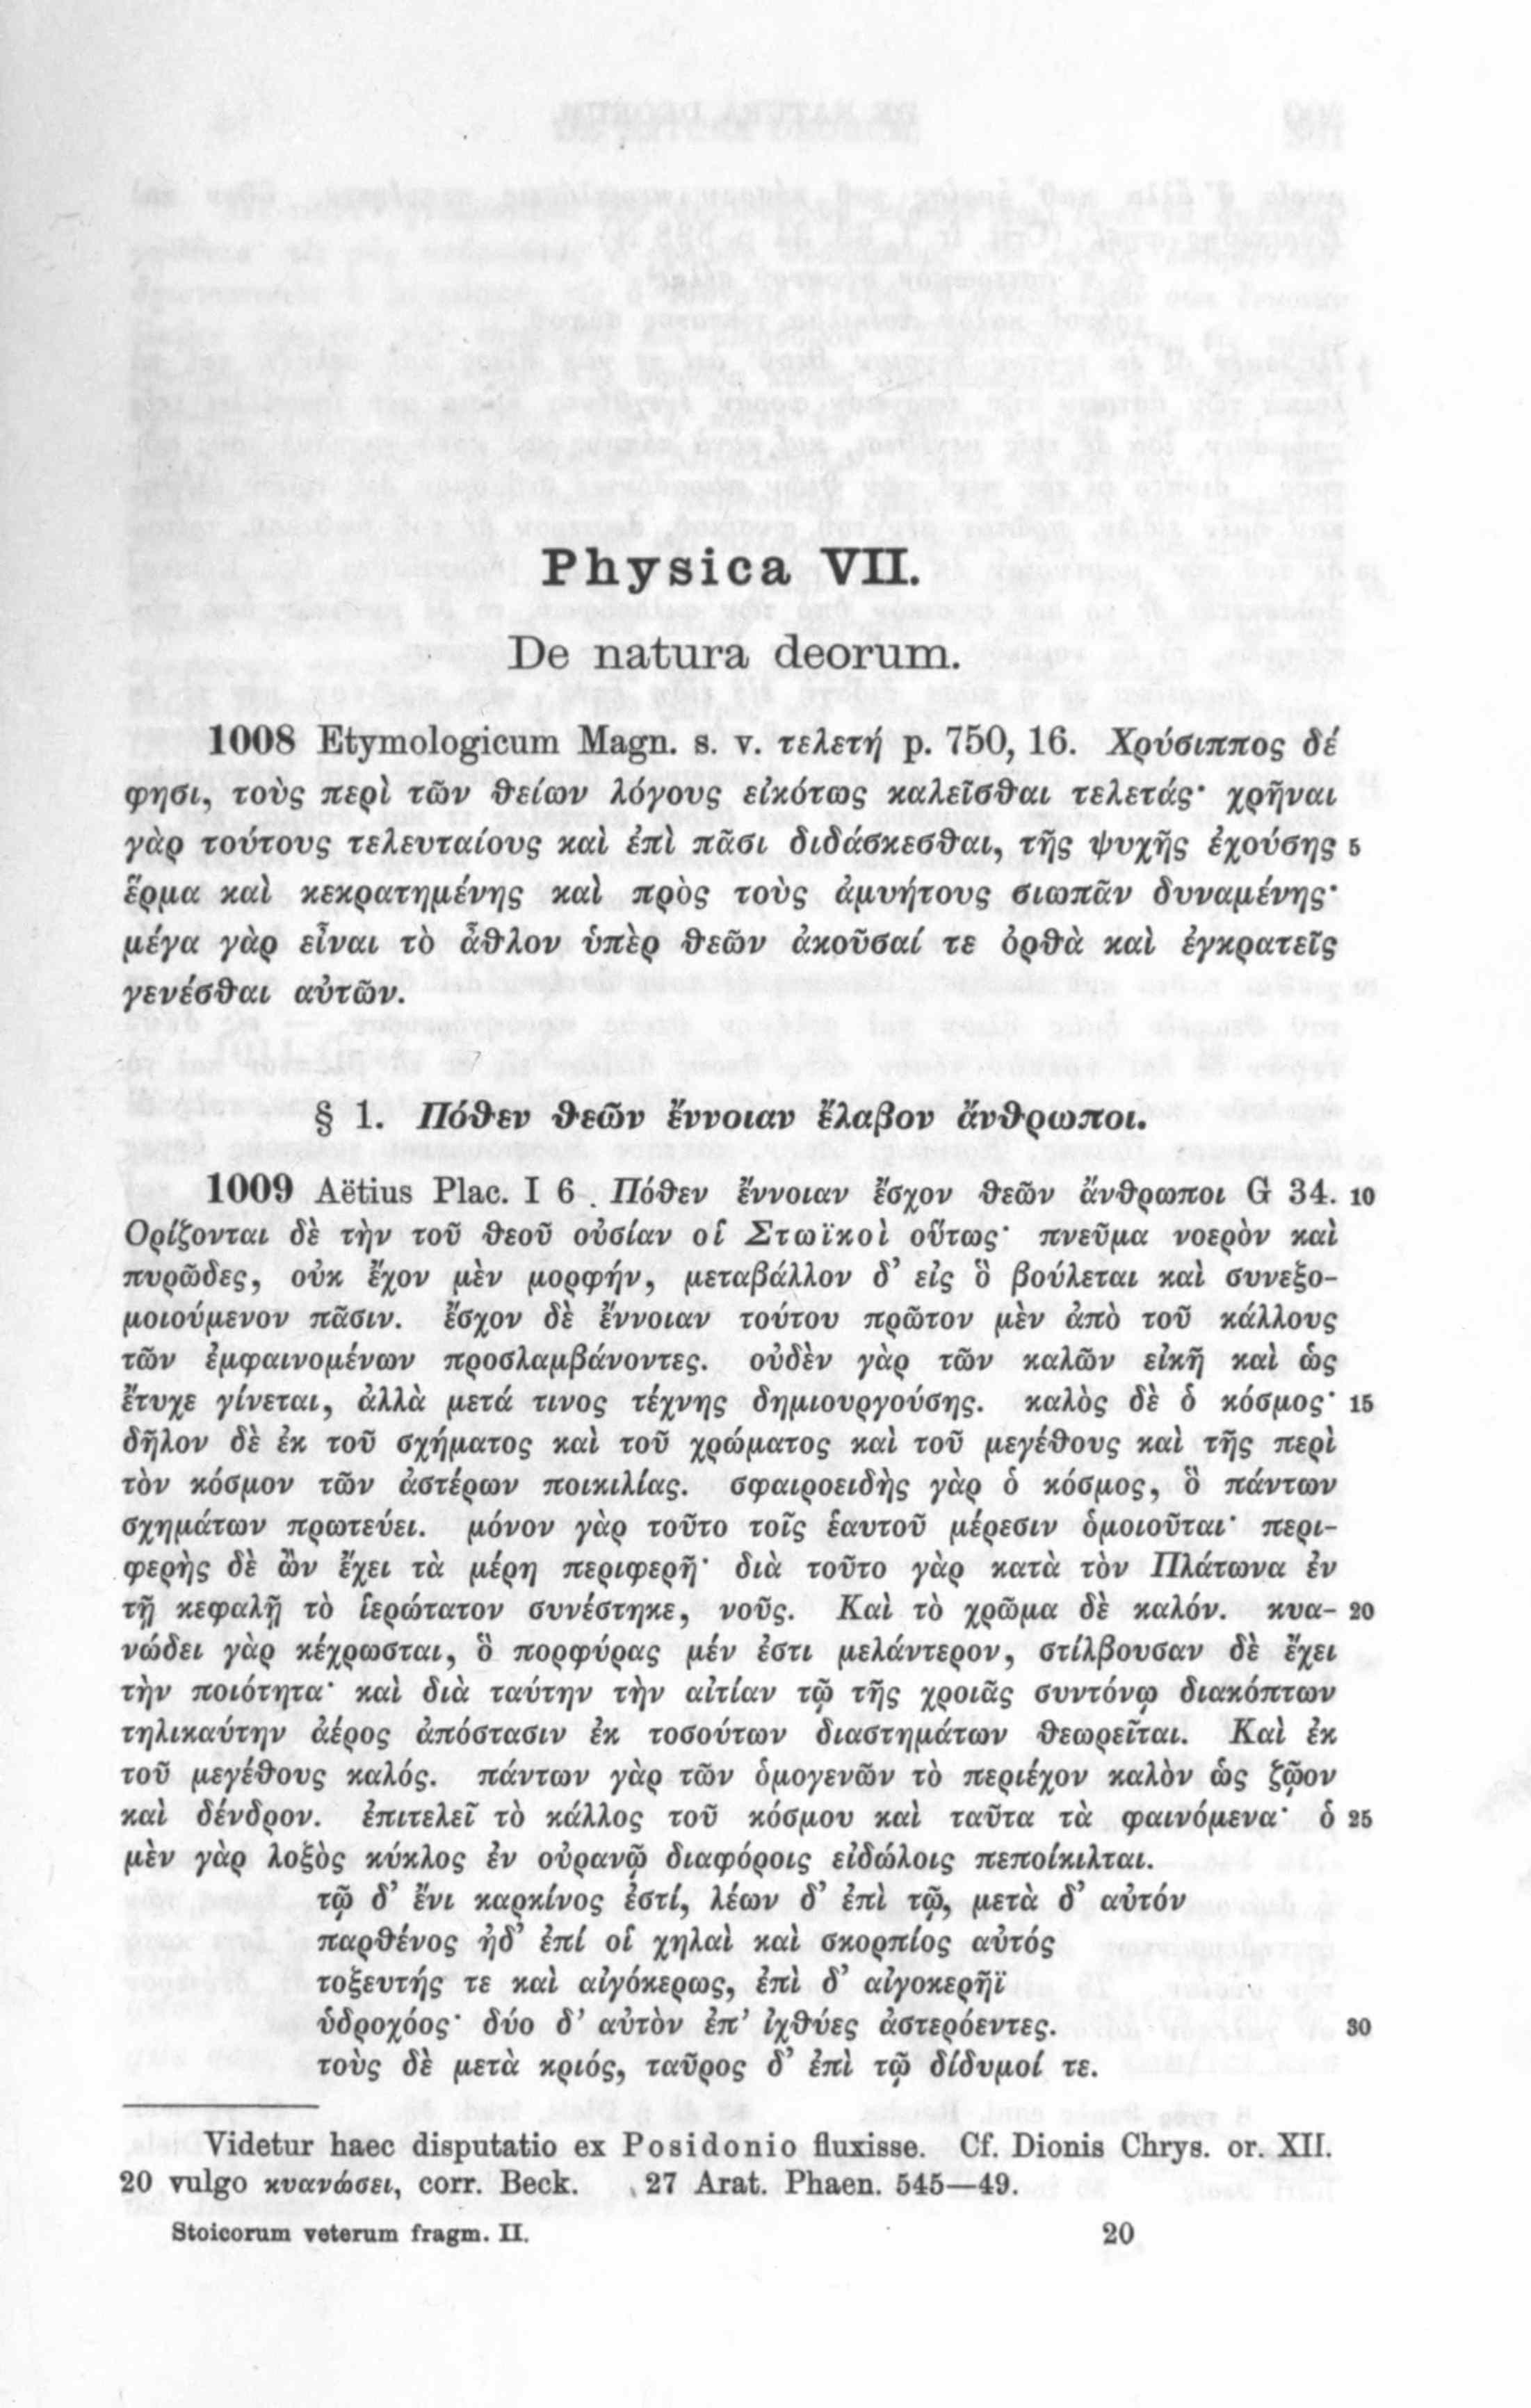 Physica VII.
De natura deorum.
1008 Etymologicum Magn. s. v. τελετή p. 750, 16. Χρύσιππος δέ
φησι, τοὺς περὶ τῶν θείων λόγους εἰκότως καλεῖσθαι τελετάς· χρῆναι
γὰρ τούτους τελευταίους καὶ ἐπὶ πᾶσι διδάσκεσθαι, τῆς ψυχῆς ἐχούσης 5
ἕρμα καὶ κεκρατημένης καὶ πρὸς τοὺς ἀμυήτους σιωπᾶν δυναμένης·
μέγα γὰρ εἶναι τὸ ἆθλον ὑπὲρ θεῶν ἀκοῦσαί τε ὀρθὰ καὶ ἐγκρατεῖς
γενέσθαι αὐτῶν.
§ 1. Πόθεν θεῶν ἔννοιαν ἔλαβον ἄνθρωποι.
1009 Aëtius Plac. I 6. Πόθεν ἔννοιαν ἔσχον θεῶν ἄνθρωποι G 34. 10
Ὁρίζονται δὲ τὴν τοῦ θεοῦ οὐσίαν οἱ Στωϊκοὶ οὕτως· πνεῦμα νοερὸν καὶ
πυρῶδες, οὐκ ἔχον μὲν μορφήν, μεταβάλλον δ’ εἰς ὃ βούλεται καὶ συνεξο-
μοιούμενον πᾶσιν. ἔσχον δὲ ἔννοιαν τούτου πρῶτον μὲν ἀπὸ τοῦ κάλλους
τῶν ἐμφαινομένων προσλαμβάνοντες. οὐδὲν γὰρ τῶν καλῶν εἰκῆ καὶ ὡς
ἔτυχε γίνεται, ἀλλὰ μετά τινος τέχνης δημιουργούσης. καλὸς δὲ ὁ κόσμος· 15
δῆλον δὲ ἐκ τοῦ σχήματος καὶ τοῦ χρώματος καὶ τοῦ μεγέθους καὶ τῆς περὶ
τὸν κόσμον τῶν ἀστέρων ποικιλίας. σφαιροειδὴς γὰρ ὁ κόσμος, ὃ πάντων
σχημάτων πρωτεύει. μόνον γὰρ τοῦτο τοῖς ἑαυτοῦ μέρεσιν ὁμοιοῦται· περι-
φερὴς δὲ ὢν ἔχει τὰ μέρη περιφερῆ· διὰ τοῦτο γὰρ κατὰ τὸν Πλάτωνα ἐν
τῇ κεφαλῇ τὸ ἱερώτατον συνέστηκε, νοῦς. Καὶ τὸ χρῶμα δὲ καλόν. κυα- 20
νώδει γὰρ κέχρωσται, ὃ πορφύρας μέν ἐστι μελάντερον, στίλβουσαν δὲ ἔχει
τὴν ποιότητα· καὶ διὰ ταύτην τὴν αἰτίαν τῷ τῆς χροιᾶς συντόνῳ διακόπτων
τηλικαύτην ἀέρος ἀπόστασιν ἐκ τοσούτων διαστημάτων θεωρεῖται. Καὶ ἐκ
τοῦ μεγέθους καλός. πάντων γὰρ τῶν ὁμογενῶν τὸ περιέχον καλὸν ὡς ζῷον
καὶ δένδρον. ἐπιτελεῖ τὸ κάλλος τοῦ κόσμου καὶ ταῦτα τὰ φαινόμενα· ὁ 25
μὲν γὰρ λοξὸς κύκλος ἐν οὐρανῷ διαφόροις εἰδώλοις πεποίκιλται.
τῷ δ’ ἔνι καρκίνος ἐστί, λέων δ’ ἐπὶ τῷ, μετὰ δ’ αὐτόν
παρθένος ἠδ’ ἐπί οἱ χηλαὶ καὶ σκορπίος αὐτός
τοξευτής τε καὶ αἰγόκερως, ἐπὶ δ’ αἰγοκερῆϊ
ὑδροχόος· δύο δ’ αὐτὸν ἐπ’ ἰχθύες ἀστερόεντες. 30
τοὺς δὲ μετὰ κριός, ταῦρος δ’ ἐπὶ τῷ δίδυμοί τε.
Videtur haec disputatio ex Posidonio fluxisse. Cf. Dionis Chrys. or. XII.
20 vulgo κυανώσει, corr. Beck. 27 Arat. Phaen. 545—49.
Stoicorum veterum fragm. II. 20